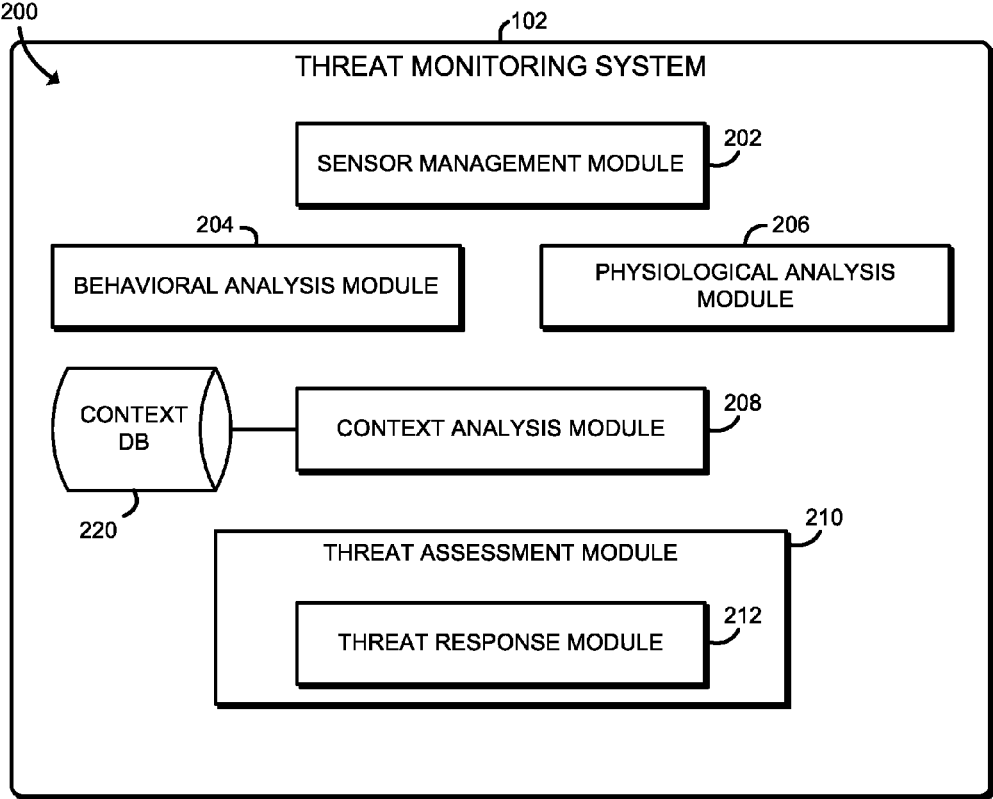 200
102
THREAT MONITORING SYSTEM
SENSOR MANAGEMENT MODULE
202
204
BEHAVIORAL ANALYSIS MODULE
206
PHYSIOLOGICAL ANALYSIS
MODULE
CONTEXT
DB
220
CONTEXT ANALYSIS MODULE
208
210
THREAT ASSESSMENT MODULE
THREAT RESPONSE MODULE
212